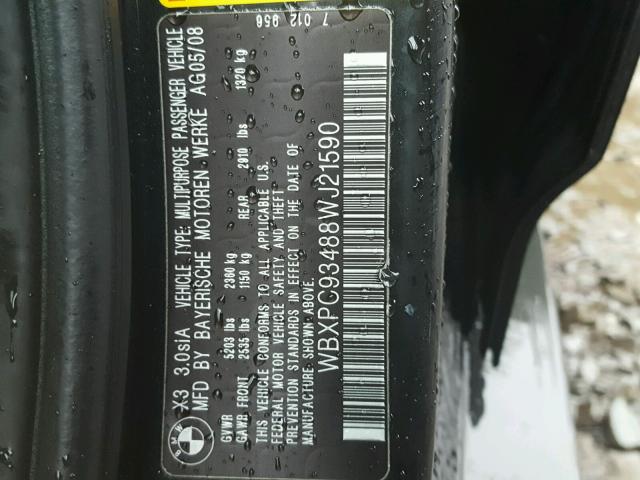 BMW
X3 3.0siA VEHICLE TYPE: MULTIPURPOSE PASSENGER VEHICLE
MFD BY BAYERISCHE MOTOREN WERKE AG 05/08
GVWR 5203 lbs 2360 kg
GAWR FRONT 2535 lbs 1150 kg REAR 2910 lbs 1320 kg
THIS VEHICLE CONFORMS TO ALL APPLICABLE U.S.
FEDERAL MOTOR VEHICLE SAFETY AND THEFT
PREVENTION STANDARDS IN EFFECT ON THE DATE OF
MANUFACTURE SHOWN ABOVE.
WBXPC93488WJ21590
7 012 956